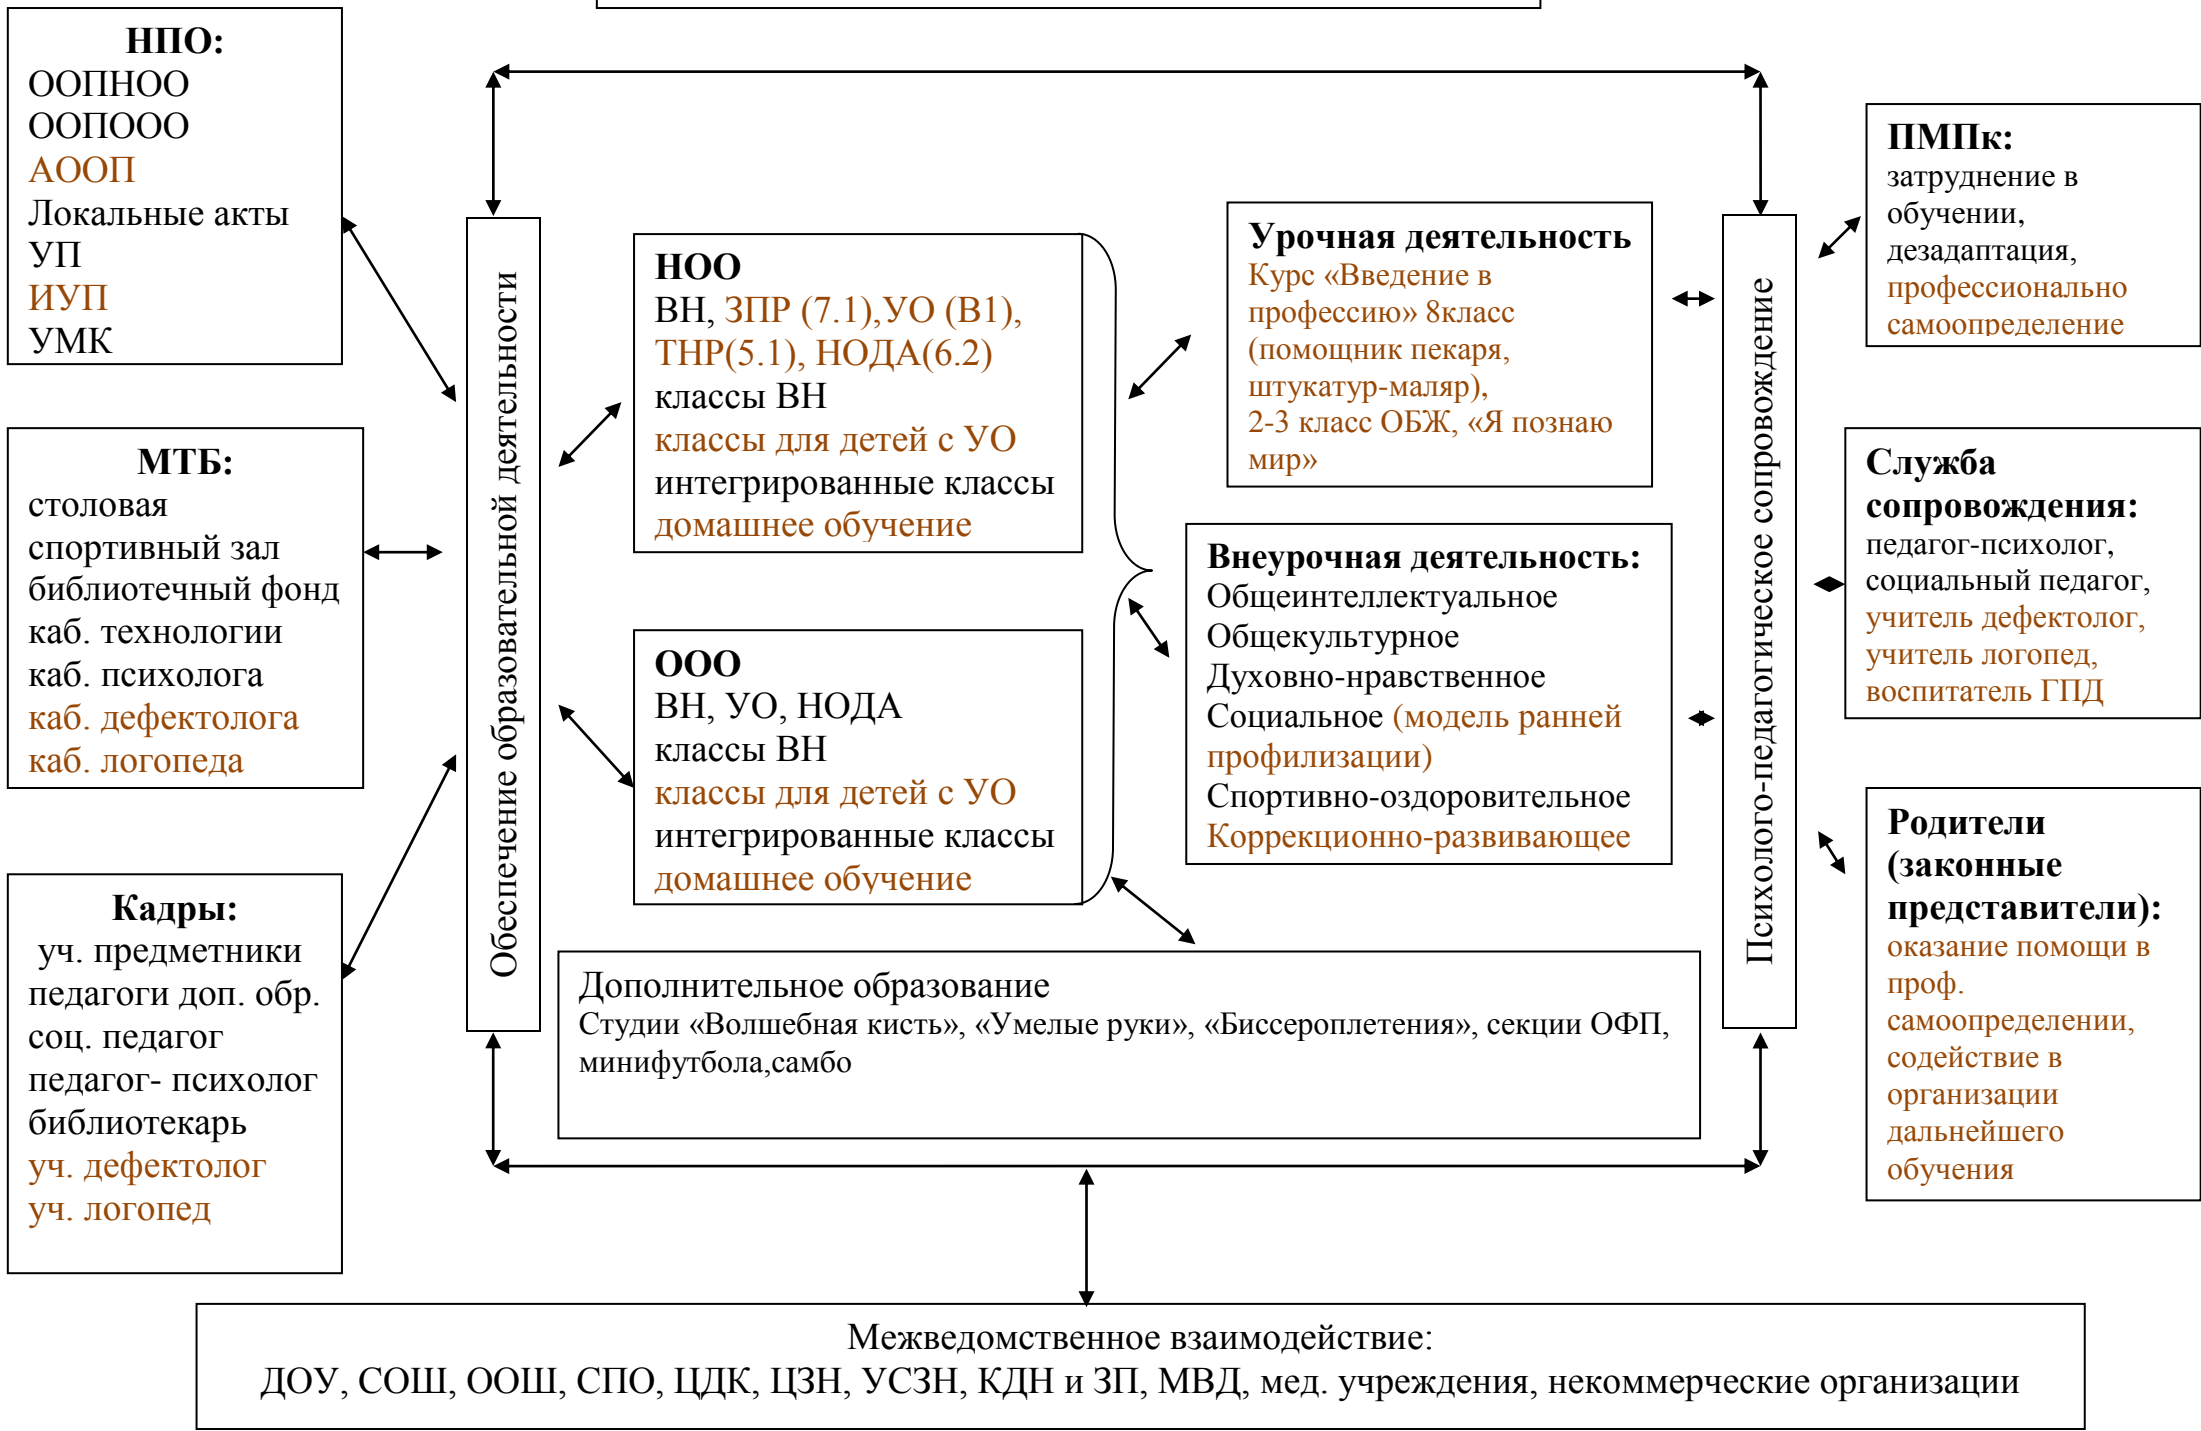 НПО:
ООПНОО
ООПООО
АООП
Локальные акты
УП
ИУП
УМК
МТБ:
столовая
спортивный зал
библиотечный фонд
каб. технологии
каб. психолога
каб. дефектолога
каб. логопеда
Кадры:
уч. предметники
педагоги доп. обр.
соц. педагог
педагог- психолог
библиотекарь
уч. дефектолог
уч. логопед
Обеспечение образовательной деятельности
НОО
ВН, ЗПР (7.1),УО (В1),
ТНР(5.1), НОДА(6.2)
классы ВН
классы для детей с УО
интегрированные классы
домашнее обучение
ООО
ВН, УО, НОДА
классы ВН
классы для детей с УО
интегрированные классы
домашнее обучение
Урочная деятельность
Курс «Введение в
профессию» 8класс
(помощник пекаря,
штукатур-маляр),
2-3 класс ОБЖ, «Я познаю
мир»
Внеурочная деятельность:
Общеинтеллектуальное
Общекультурное
Духовно-нравственное
Социальное (модель ранней
профилизации)
Спортивно-оздоровительное
Коррекционно-развивающее
Дополнительное образование
Студии «Волшебная кисть», «Умелые руки», «Биссероплетения», секции ОФП,
минифутбола,самбо
Психолого-педагогическое сопровождение
ПМПк:
затруднение в
обучении,
дезадаптация,
профессионально
самоопределение
Служба
сопровождения:
педагог-психолог,
социальный педагог,
учитель дефектолог,
учитель логопед,
воспитатель ГПД
Родители
(законные
представители):
оказание помощи в
проф.
самоопределении,
содействие в
организации
дальнейшего
обучения
Межведомственное взаимодействие:
ДОУ, СОШ, ООШ, СПО, ЦДК, ЦЗН, УСЗН, КДН и ЗП, МВД, мед. учреждения, некоммерческие организации